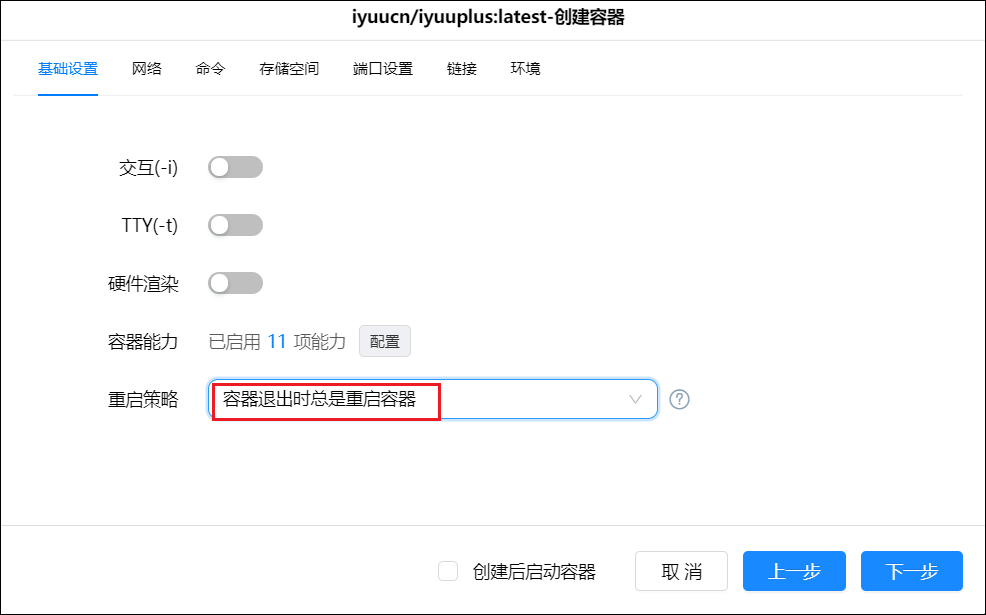 iyuucn/iyuuplus:latest-创建容器
基础设置 网络 命令 存储空间 端口设置 链接 环境
交互(-i)
TTY(-t)
硬件渲染
容器能力 已启用 11 项能力 配置
重启策略 容器退出时总是重启容器 ?
创建后启动容器 取 消 上一步 下一步